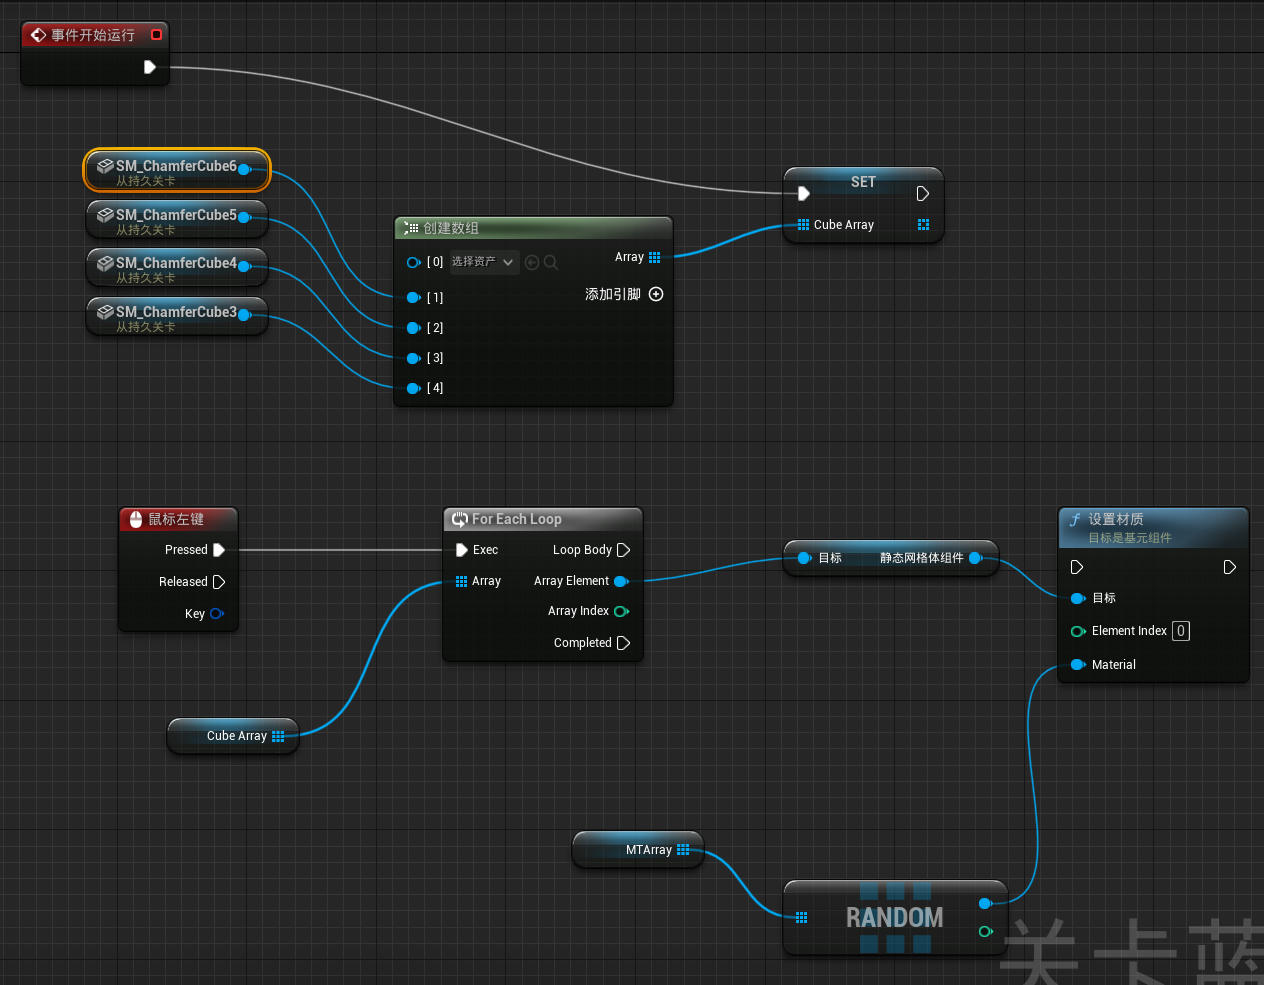 事件开始运行
SM_ChamferCube6
从持久关卡
SM_ChamferCube5
从持久关卡
SM_ChamferCube4
从持久关卡
SM_ChamferCube3
从持久关卡
创建数组
[0] 选择资产
Array
[1]
添加引脚
[2]
[3]
[4]
SET
Cube Array
鼠标左键
Pressed
Released
Key
For Each Loop
Exec
Loop Body
Array
Array Element
Array Index
Completed
Cube Array
目标
静态网格体组件
设置材质
目标是基元组件
目标
Element Index 0
Material
MTArray
RANDOM
关卡蓝